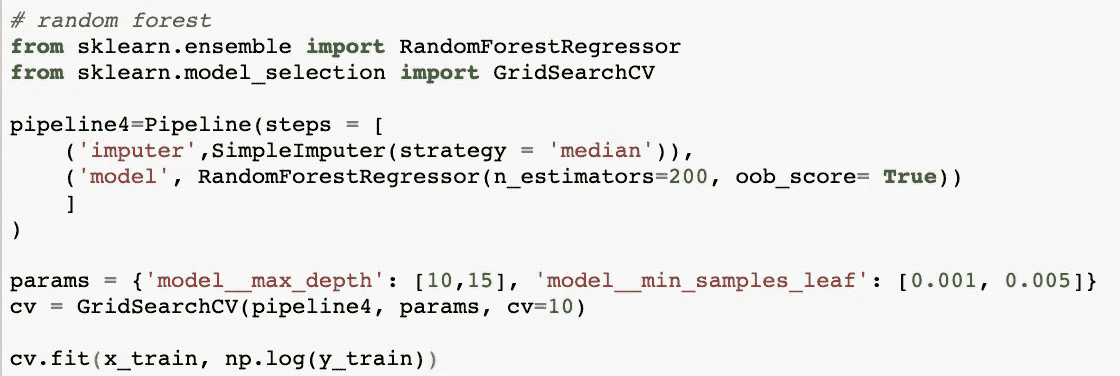 # random forest
from sklearn.ensemble import RandomForestRegressor
from sklearn.model_selection import GridSearchCV
pipeline4=Pipeline(steps = [
    ('imputer',SimpleImputer(strategy = 'median')),
    ('model', RandomForestRegressor(n_estimators=200, oob_score= True))
    ]
)
params = {'model__max_depth': [10,15], 'model__min_samples_leaf': [0.001, 0.005]}
cv = GridSearchCV(pipeline4, params, cv=10)
cv.fit(x_train, np.log(y_train))